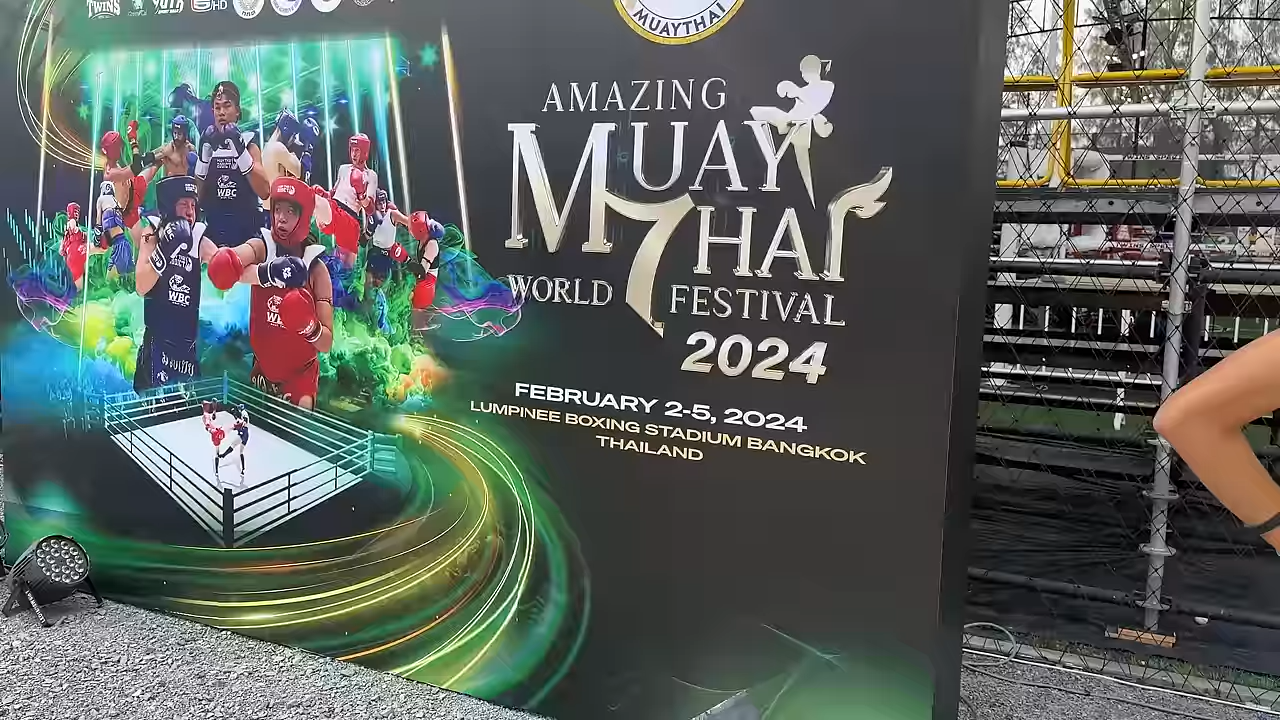 TWINS
HD
MUAYTHAI
AMAZING
MUAY
THAI
WORLD FESTIVAL
2024
FEBRUARY 2-5, 2024
LUMPINEE BOXING STADIUM BANGKOK
THAILAND
WBC
WBC
WBC